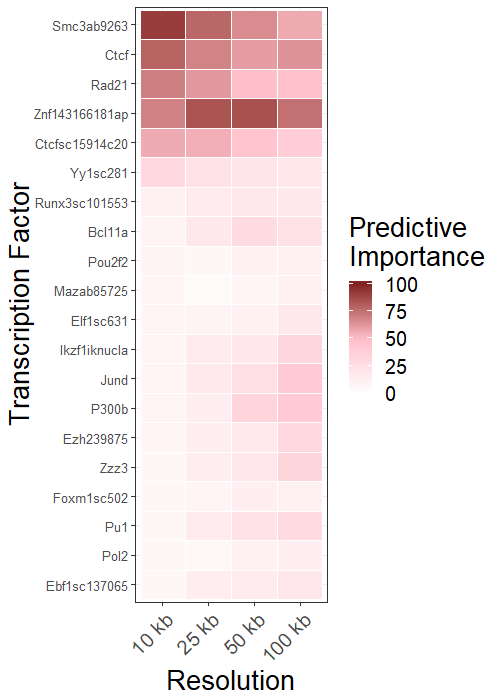 Smc3ab9263
Ctcf
Rad21
Znf143166181ap
Ctcfsc15914c20
Yy1sc281
Runx3sc101553
Bcl11a
Pou2f2
Mazab85725
Elf1sc631
Ikzf1iknucla
Jund
P300b
Ezh239875
Zzz3
Foxm1sc502
Pu1
Pol2
Ebf1sc137065
Transcription Factor
10 kb
25 kb
50 kb
100 kb
Resolution
Predictive
Importance
100
75
50
25
0